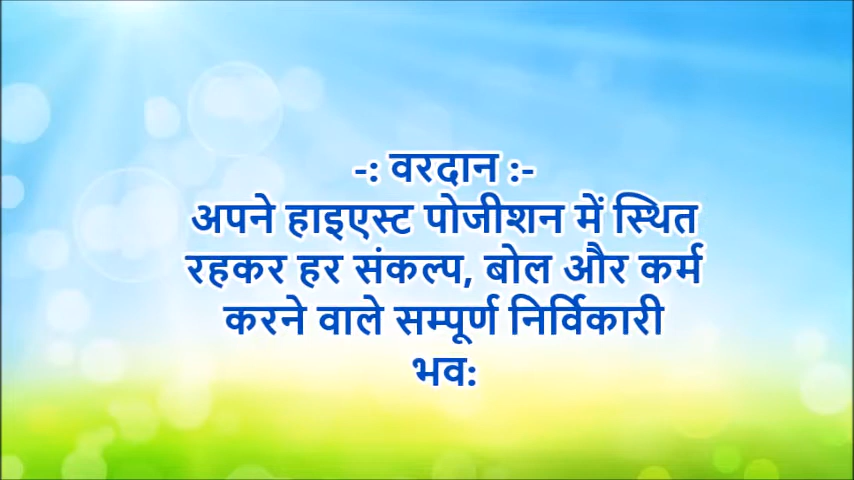 -: वरदान :-
अपने हाइएस्ट पोजीशन में स्थित
रहकर हर संकल्प, बोल और कर्म
करने वाले सम्पूर्ण निर्विकारी
भव: